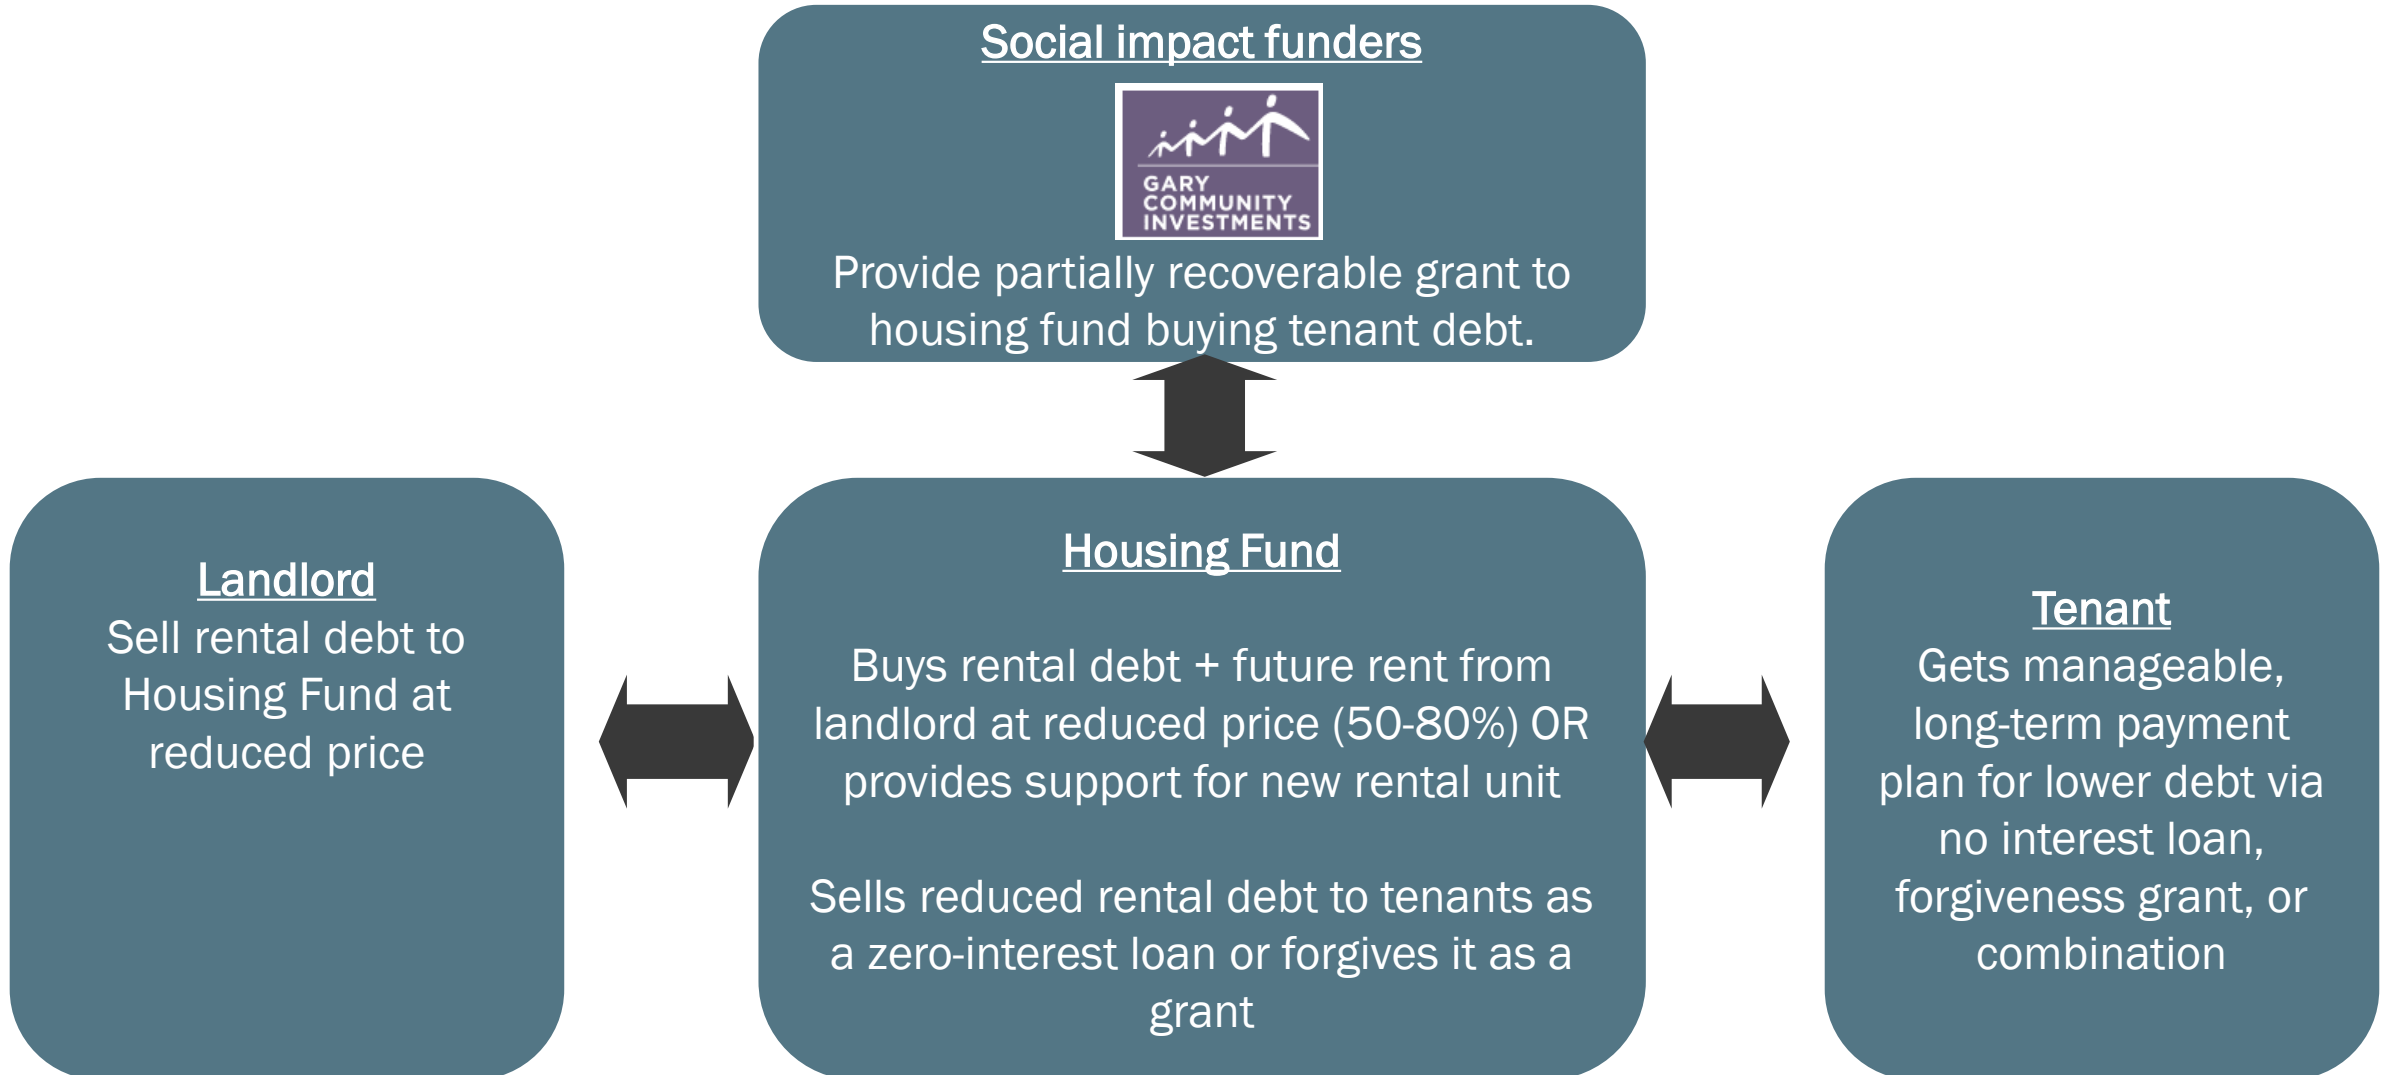 Social impact funders
GARY
COMMUNITY
INVESTMENTS
Provide partially recoverable grant to
housing fund buying tenant debt.
Landlord
Sell rental debt to
Housing Fund at
reduced price
Housing Fund
Buys rental debt + future rent from
landlord at reduced price (50-80%) OR
provides support for new rental unit
Sells reduced rental debt to tenants as
a zero-interest loan or forgives it as a
grant
Tenant
Gets manageable,
long-term payment
plan for lower debt via
no interest loan,
forgiveness grant, or
combination